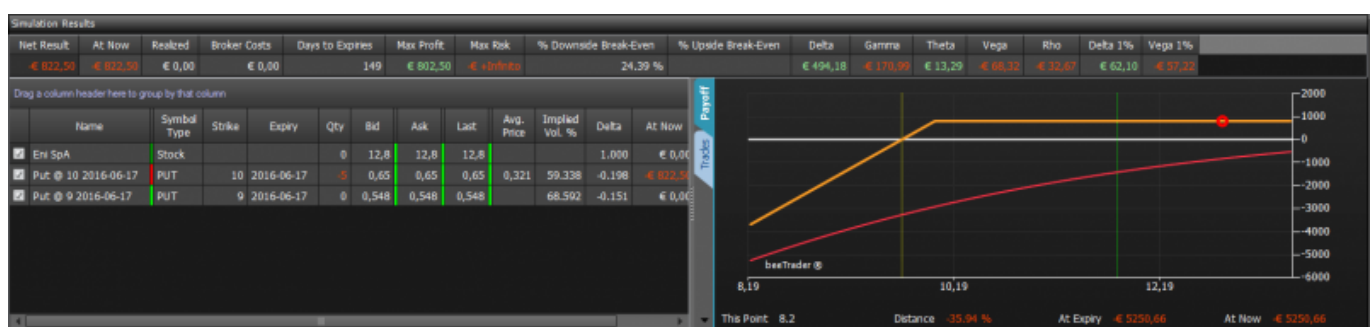 Simulation Results
Net Result At Now Realized Broker Costs Days to Expiries Max Profit Max Risk % Downside Break-Even % Upside Break-Even Delta Gamma Theta Vega Rho Delta 1% Vega 1%
-€ 822,50 -€ 822,50 € 0,00 € 0,00 149 € 802,50 -€ +Infinito 24.39 % € 494,18 -€ 170,99 € 13,29 -€ 68,32 -€ 32,67 € 62,10 -€ 57,22
Drag a column header here to group by that column
Name Symbol Type Strike Expiry Qty Bid Ask Last Avg. Price Implied Vol. % Delta At Now
Eni SpA Stock 0 12,8 12,8 12,8 1.000 € 0,00
Put @ 10 2016-06-17 PUT 10 2016-06-17 -5 0,65 0,65 0,65 0,321 59.338 -0.198 -€ 822,50
Put @ 9 2016-06-17 PUT 9 2016-06-17 0 0,548 0,548 0,548 68.592 -0.151 € 0,00
Payoff
Trades
2000
1000
0
-1000
-2000
-3000
-4000
-5000
-6000
beeTrader ®
8,19 10,19 12,19
This Point 8.2 Distance -35.94 % At Expiry -€ 5250,66 At Now -€ 5250,66